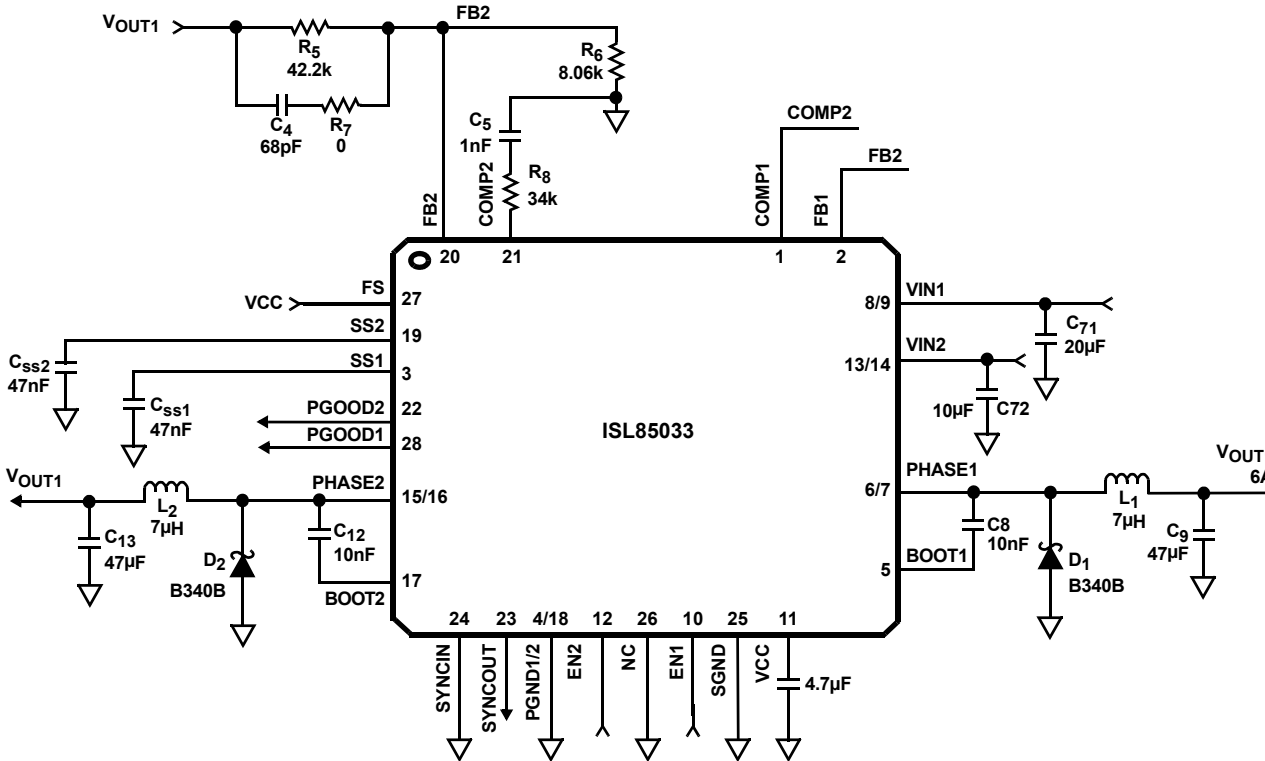 VOUT1
FB2
R5
42.2k
R6
8.06k
C4
68pF
R7
0
C5
1nF
COMP2
R8
34k
FB2
COMP2
COMP1
FB2
FB1
20
21
1
2
VCC
FS
27
SS2
19
SS1
3
Css2
47nF
Css1
47nF
PGOOD2
22
PGOOD1
28
ISL85033
8/9
VIN1
C71
20µF
VIN2
13/14
10µF
C72
VOUT1
L2
7µH
PHASE2
15/16
C13
47µF
D2
B340B
C12
10nF
17
BOOT2
PHASE1
6/7
C8
10nF
5
BOOT1
D1
B340B
L1
7µH
C9
47µF
VOUT
6A
24
23
4/18
12
26
10
25
11
SYNCIN
SYNCOUT
PGND1/2
EN2
NC
EN1
SGND
VCC
4.7µF